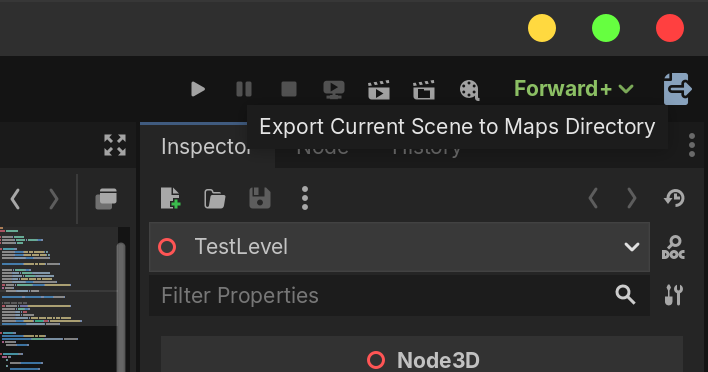 Forward+
Export Current Scene to Maps Directory
Inspector Node History
TestLevel
DOC
Filter Properties
Node3D